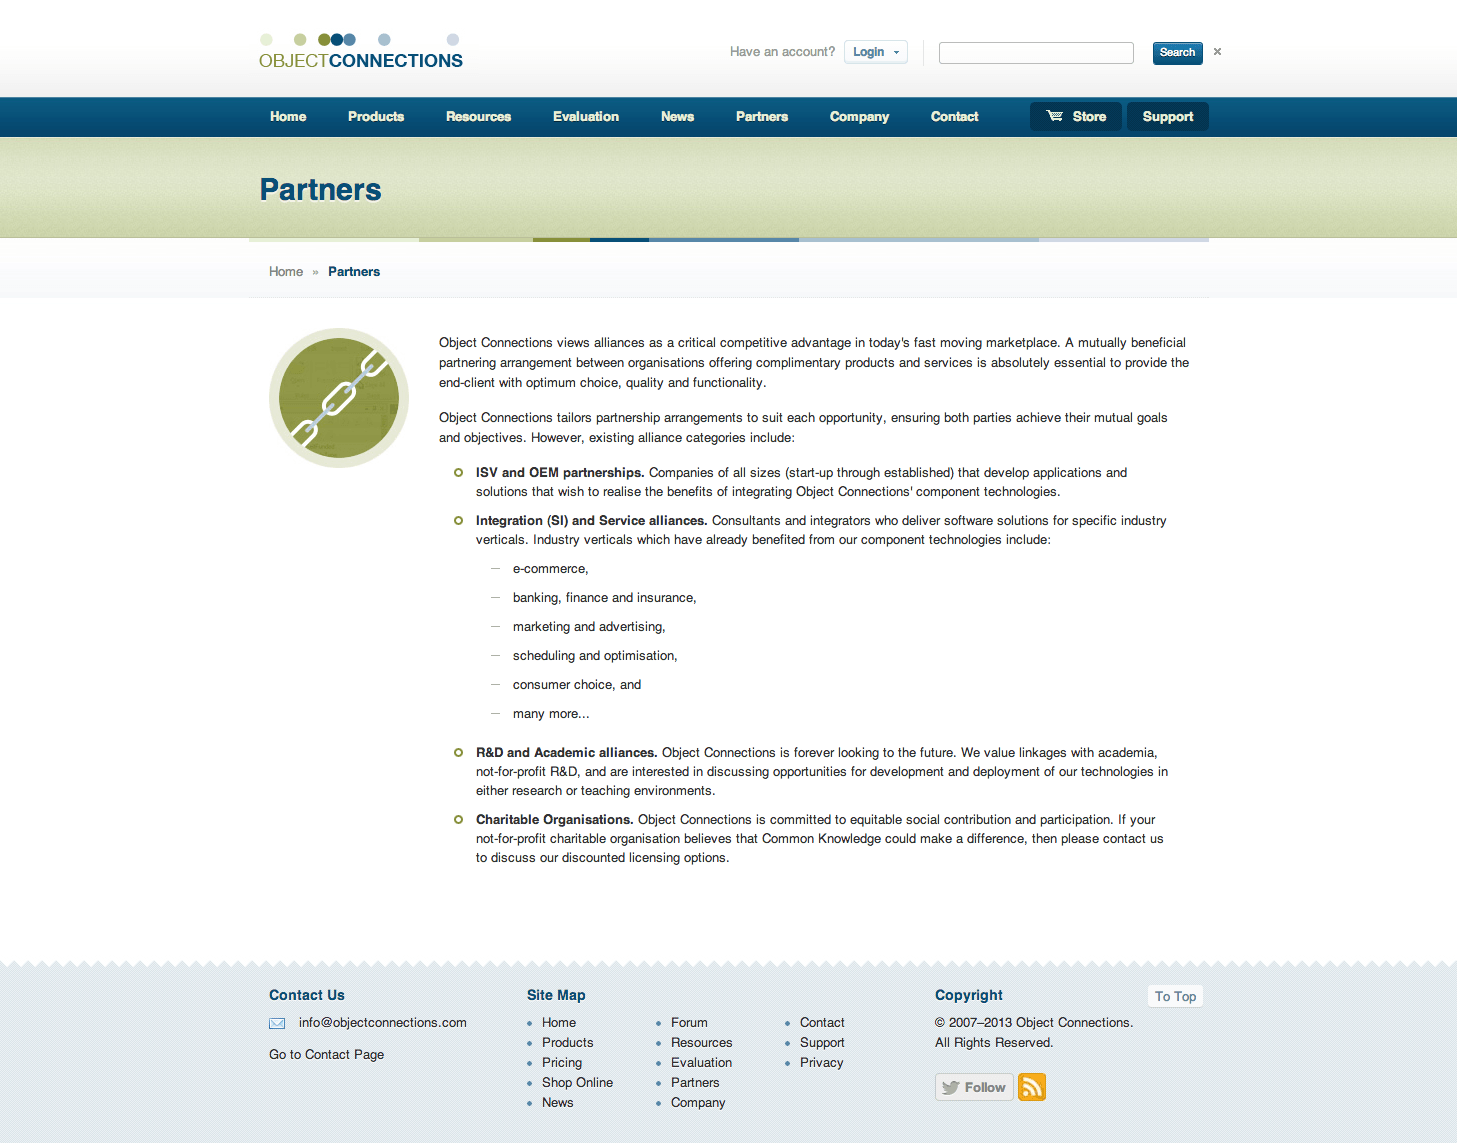 OBJECTCONNECTIONS
Have an account? Login
Search ×
Home Products Resources Evaluation News Partners Company Contact Store Support
Partners
Home » Partners
Object Connections views alliances as a critical competitive advantage in today's fast moving marketplace. A mutually beneficial
partnering arrangement between organisations offering complimentary products and services is absolutely essential to provide the
end-client with optimum choice, quality and functionality.
Object Connections tailors partnership arrangements to suit each opportunity, ensuring both parties achieve their mutual goals
and objectives. However, existing alliance categories include:
ISV and OEM partnerships. Companies of all sizes (start-up through established) that develop applications and
solutions that wish to realise the benefits of integrating Object Connections' component technologies.
Integration (SI) and Service alliances. Consultants and integrators who deliver software solutions for specific industry
verticals. Industry verticals which have already benefited from our component technologies include:
— e-commerce,
— banking, finance and insurance,
— marketing and advertising,
— scheduling and optimisation,
— consumer choice, and
— many more...
R&D and Academic alliances. Object Connections is forever looking to the future. We value linkages with academia,
not-for-profit R&D, and are interested in discussing opportunities for development and deployment of our technologies in
either research or teaching environments.
Charitable Organisations. Object Connections is committed to equitable social contribution and participation. If your
not-for-profit charitable organisation believes that Common Knowledge could make a difference, then please contact us
to discuss our discounted licensing options.
Contact Us
info@objectconnections.com
Go to Contact Page
Site Map
Home
Products
Pricing
Shop Online
News
Forum
Resources
Evaluation
Partners
Company
Contact
Support
Privacy
Copyright
To Top
© 2007–2013 Object Connections.
All Rights Reserved.
Follow